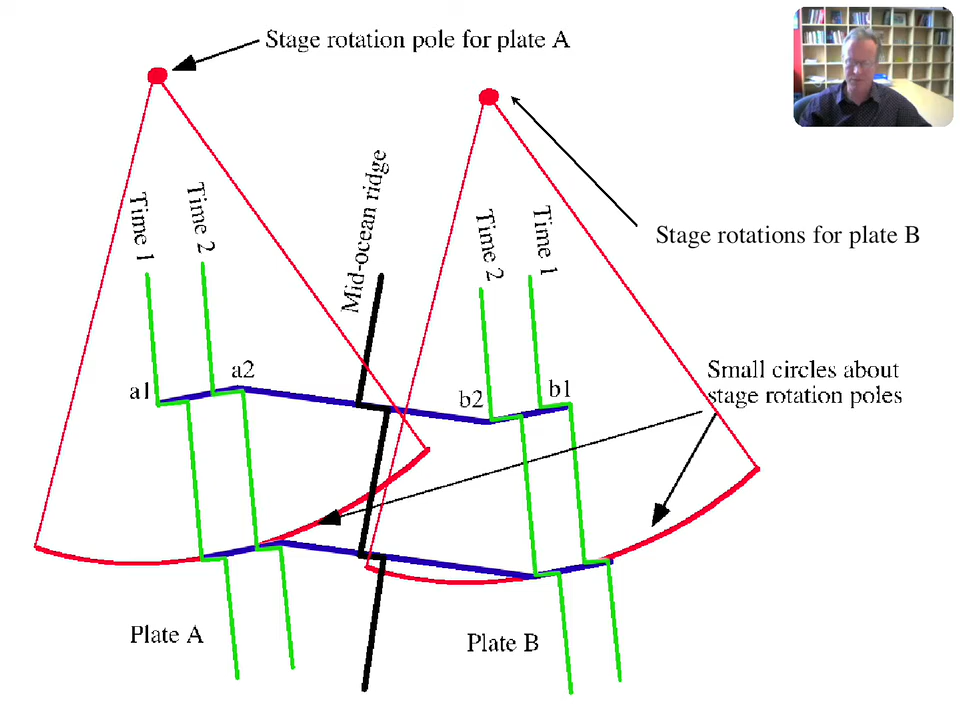 Stage rotation pole for plate A
Time 1
Time 2
Mid-ocean ridge
Time 2
Time 1
Stage rotations for plate B
a1
a2
b2
b1
Small circles about
stage rotation poles
Plate A
Plate B